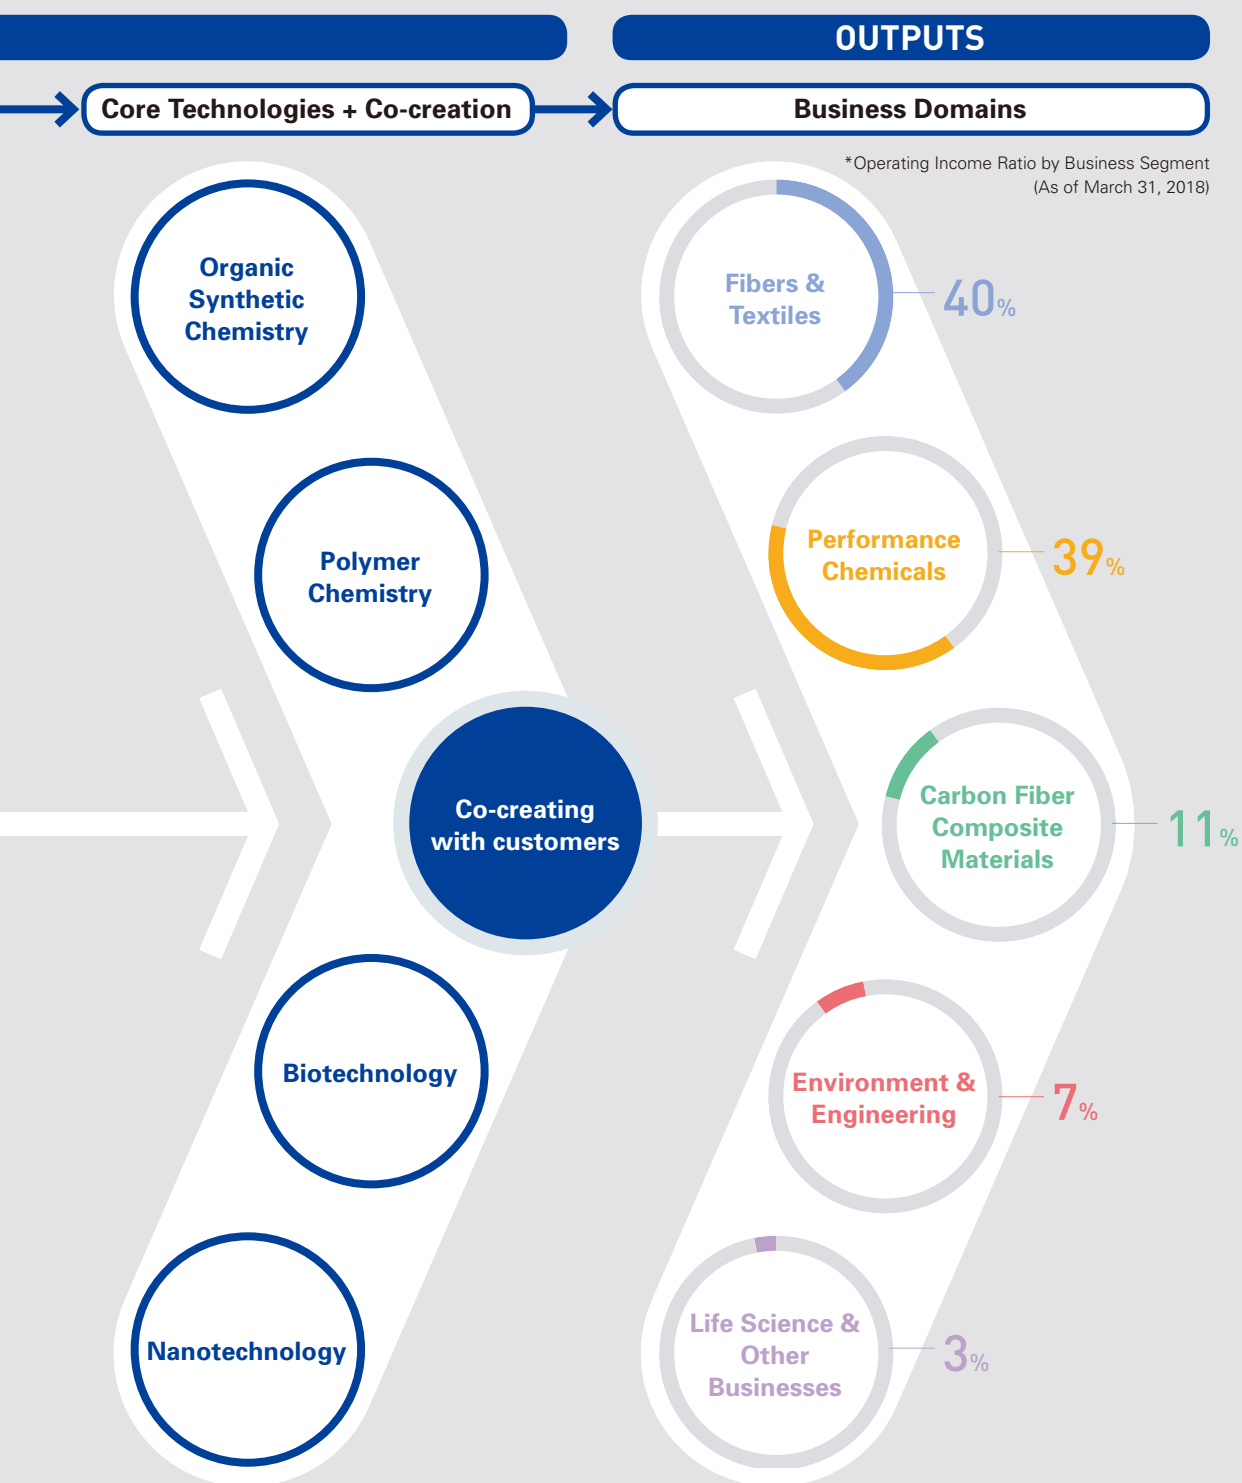 OUTPUTS
Core Technologies + Co-creation
Business Domains
*Operating Income Ratio by Business Segment
(As of March 31, 2018)
Organic
Synthetic
Chemistry
Polymer
Chemistry
Co-creating
with customers
Biotechnology
Nanotechnology
Fibers &
Textiles
40%
Performance
Chemicals
39%
Carbon Fiber
Composite
Materials
11%
Environment &
Engineering
7%
Life Science &
Other
Businesses
3%